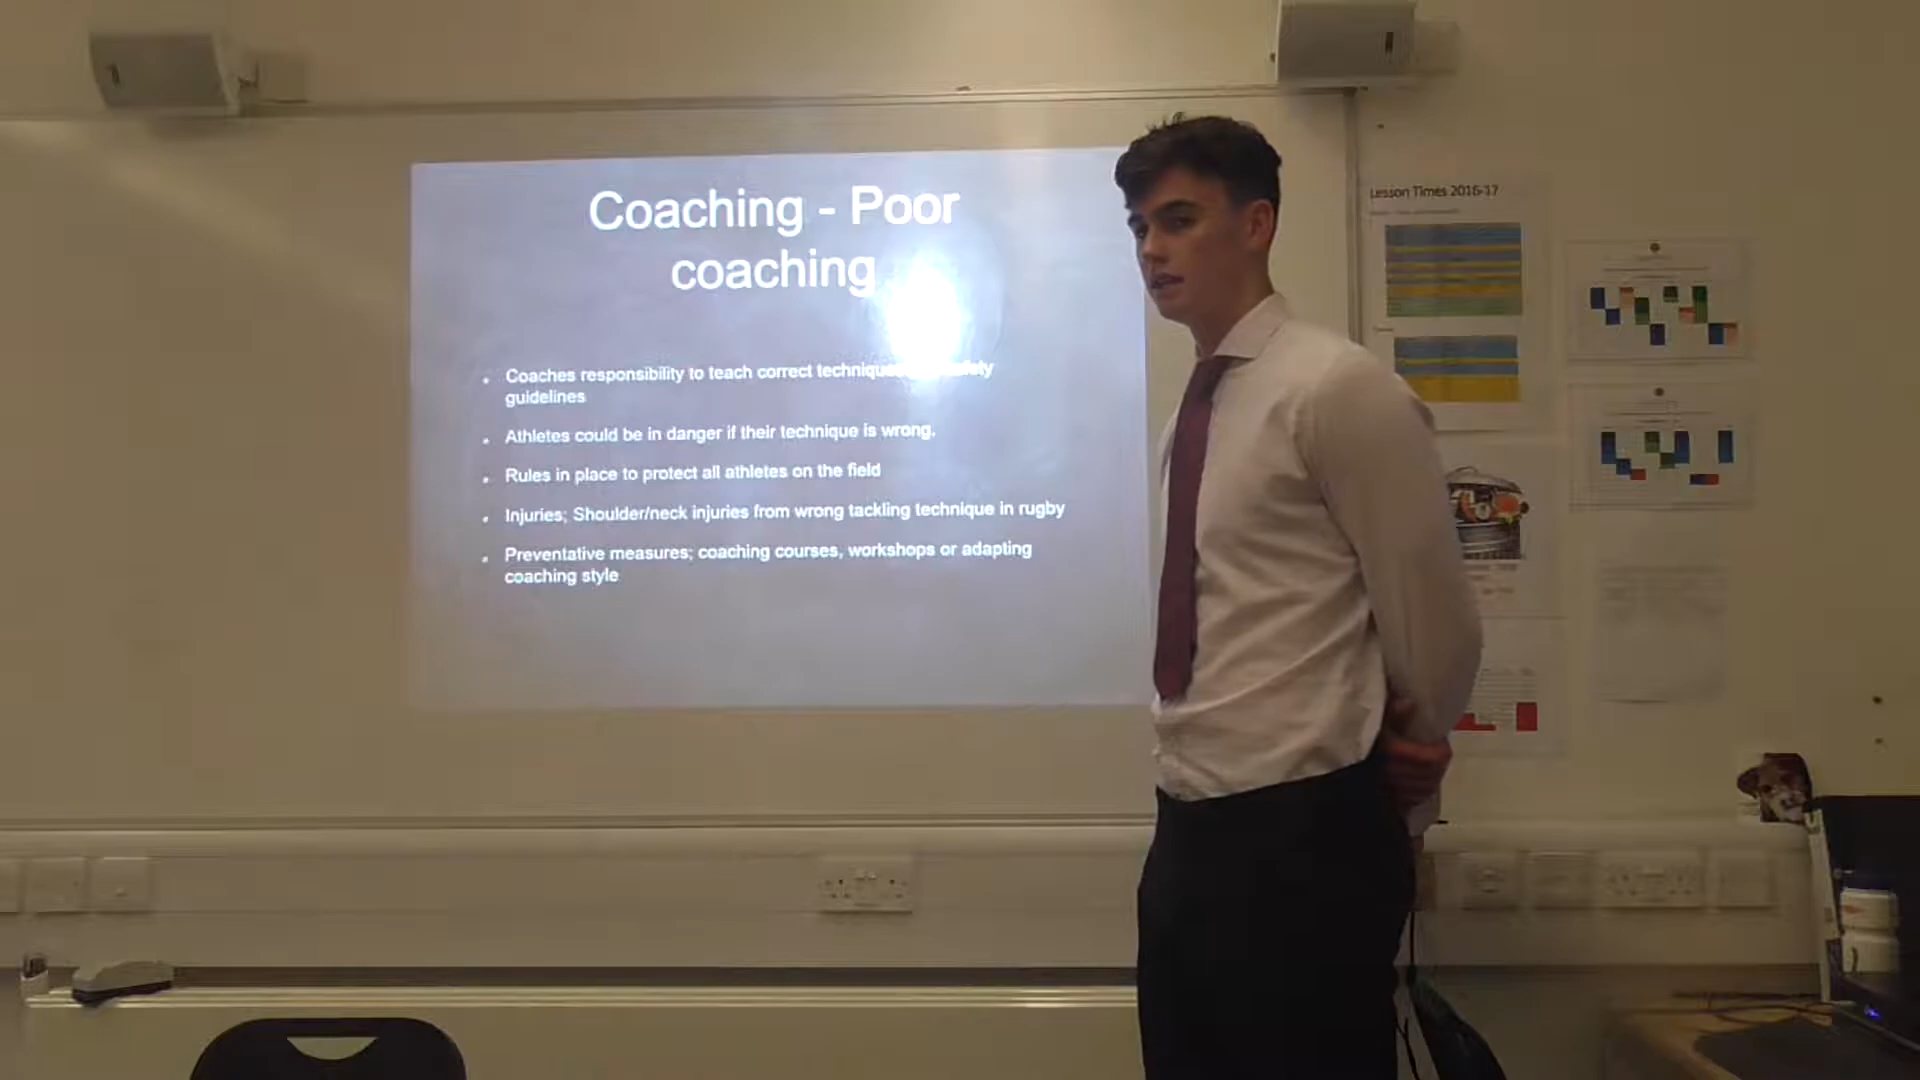 Coaching - Poor
coaching
Coaches responsibility to teach correct technique
guidelines
Athletes could be in danger if their technique is wrong.
Rules in place to protect all athletes on the field
Injuries; Shoulder/neck injuries from wrong tackling technique in rugby
Preventative measures; coaching courses, workshops or adapting
coaching style
Lesson Times 2016-17